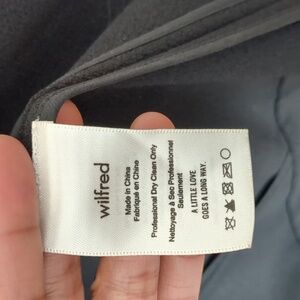 wilfred
Made in China
Fabriqué en Chine
Professional Dry Clean Only
Nettoyage à Sec Professionnel
Seulement
A LITTLE LOVE
GOES A LONG WAY.